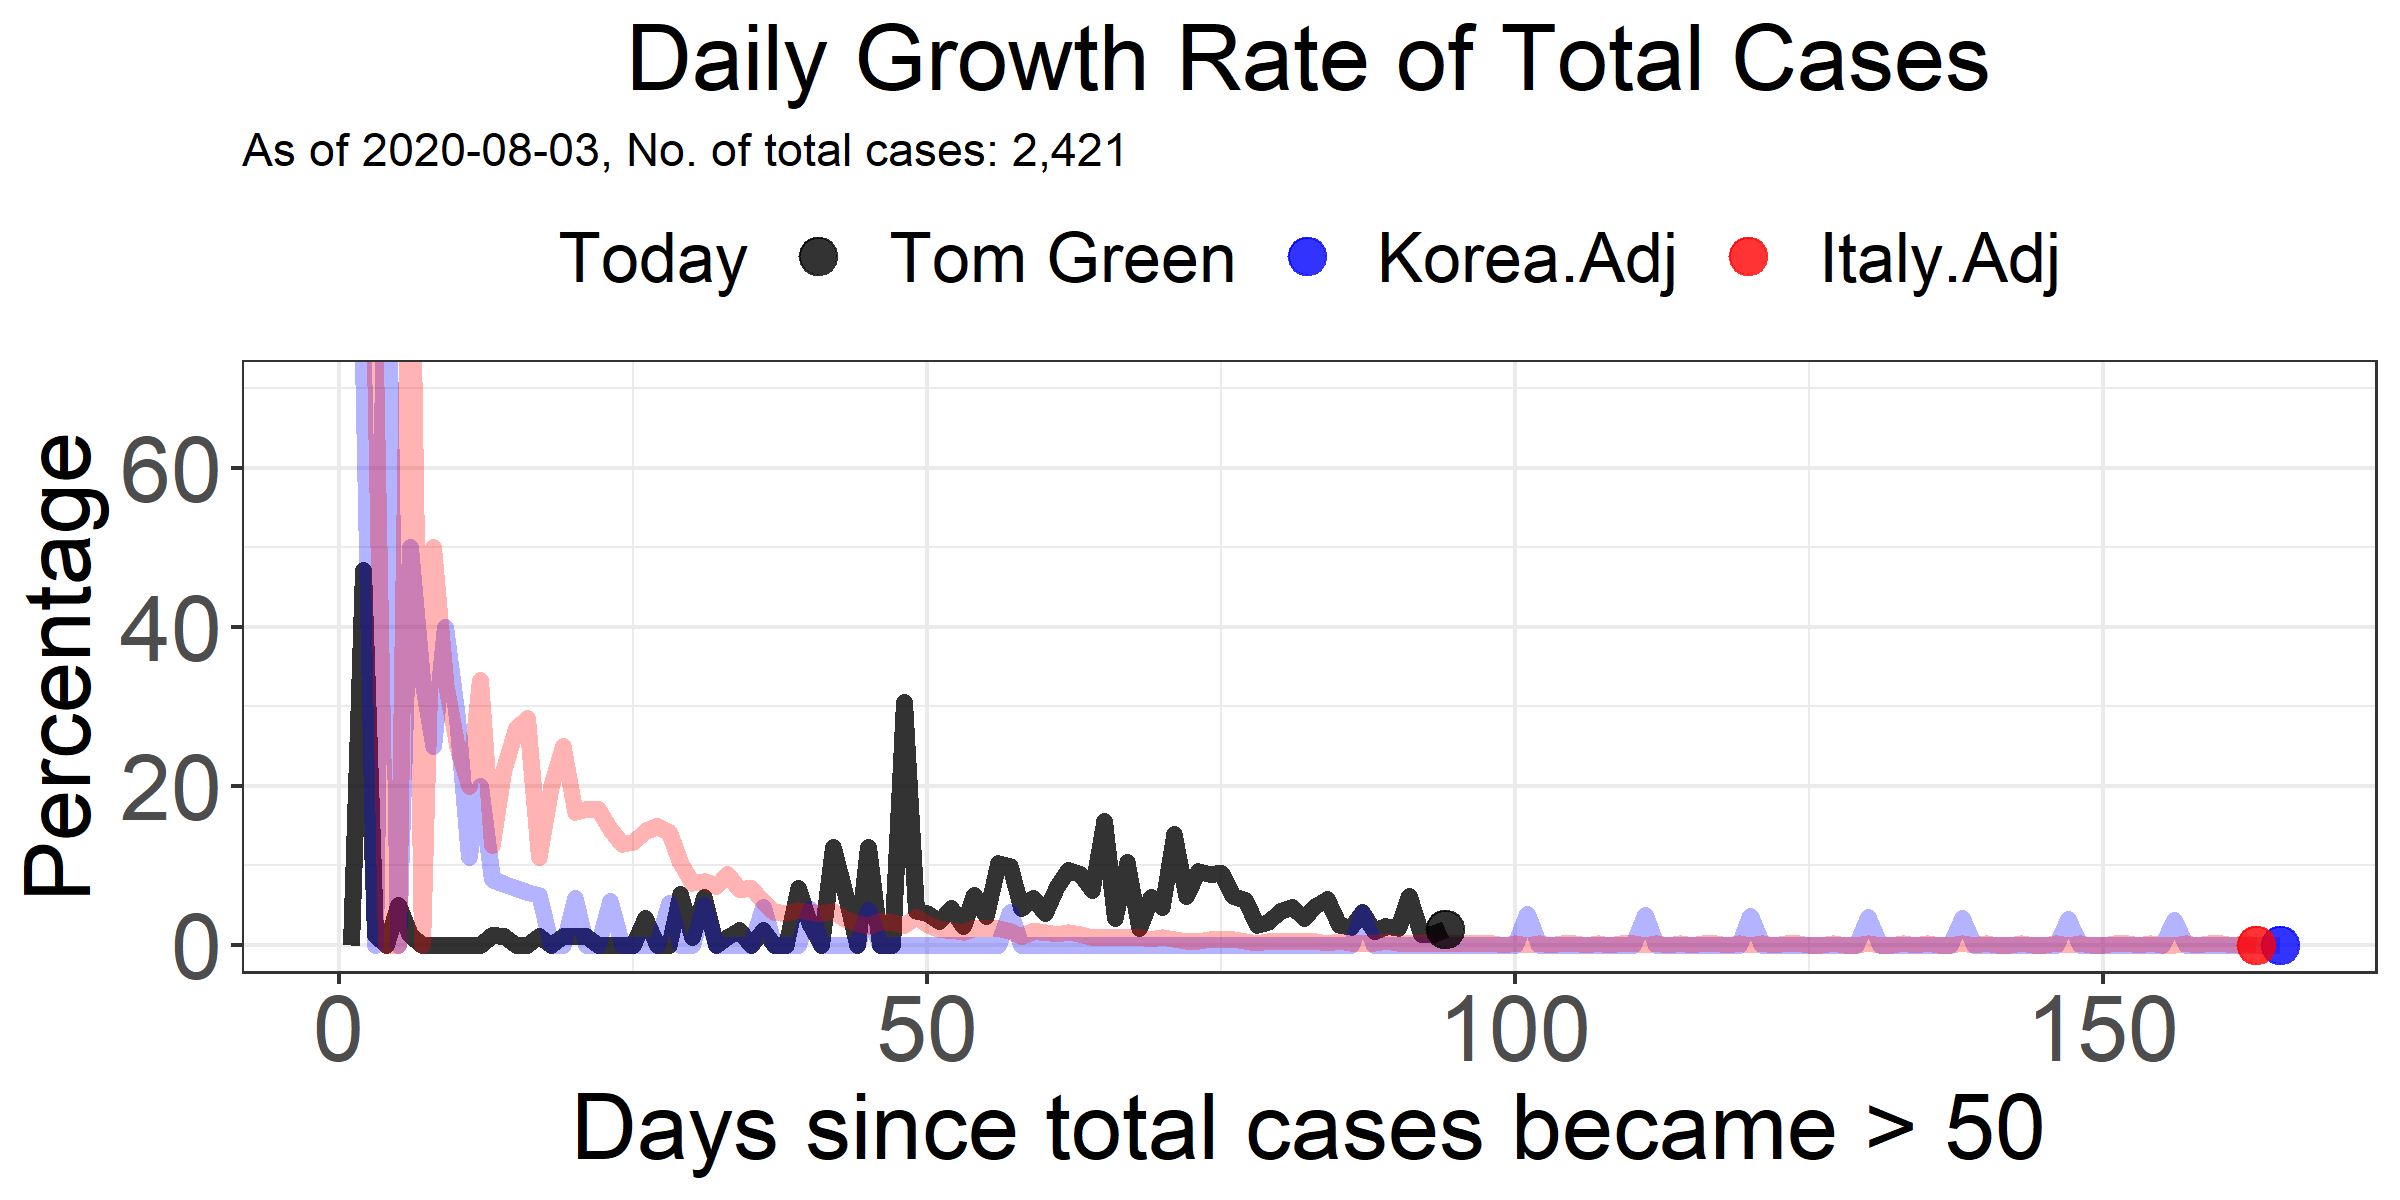 Daily Growth Rate of Total Cases
As of 2020-08-03, No. of total cases: 2,421
Today Tom Green Korea.Adj Italy.Adj
Percentage
60
40
20
0
0 50 100 150
Days since total cases became > 50